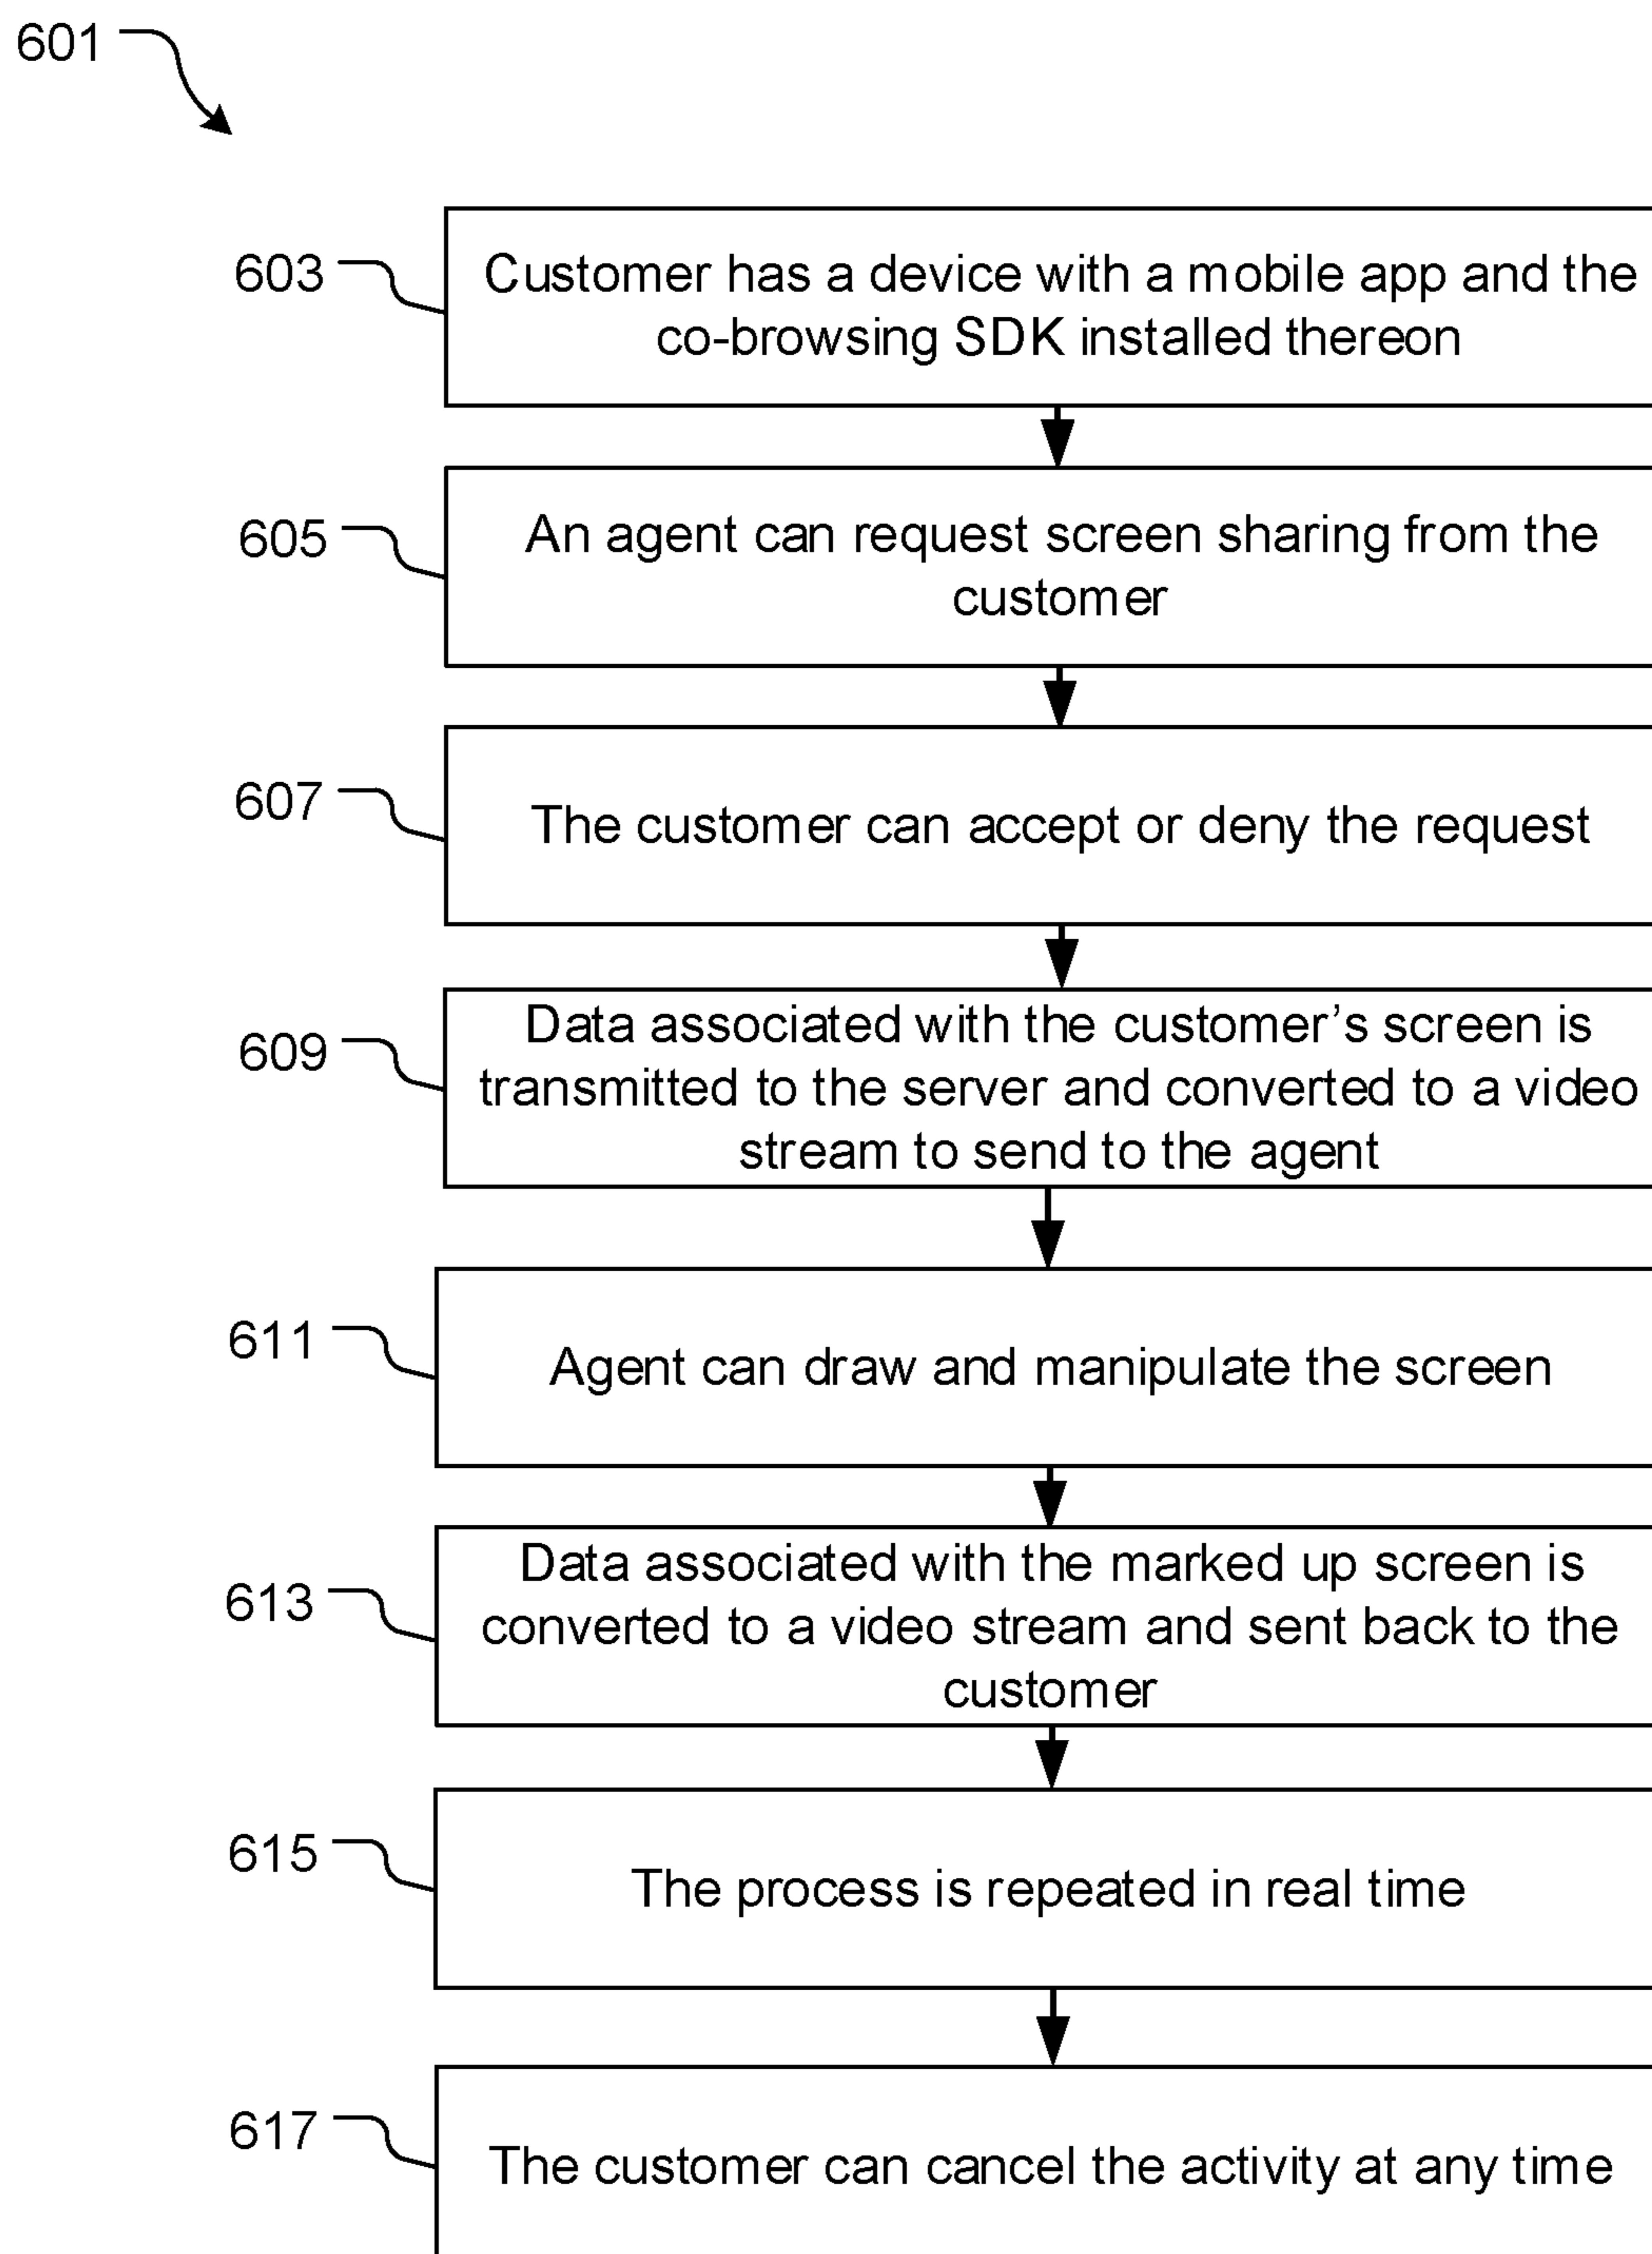 601
603
Customer has a device with a mobile app and the
co-browsing SDK installed thereon
605
An agent can request screen sharing from the
customer
607
The customer can accept or deny the request
609
Data associated with the customer’s screen is
transmitted to the server and converted to a video
stream to send to the agent
611
Agent can draw and manipulate the screen
613
Data associated with the marked up screen is
converted to a video stream and sent back to the
customer
615
The process is repeated in real time
617
The customer can cancel the activity at any time